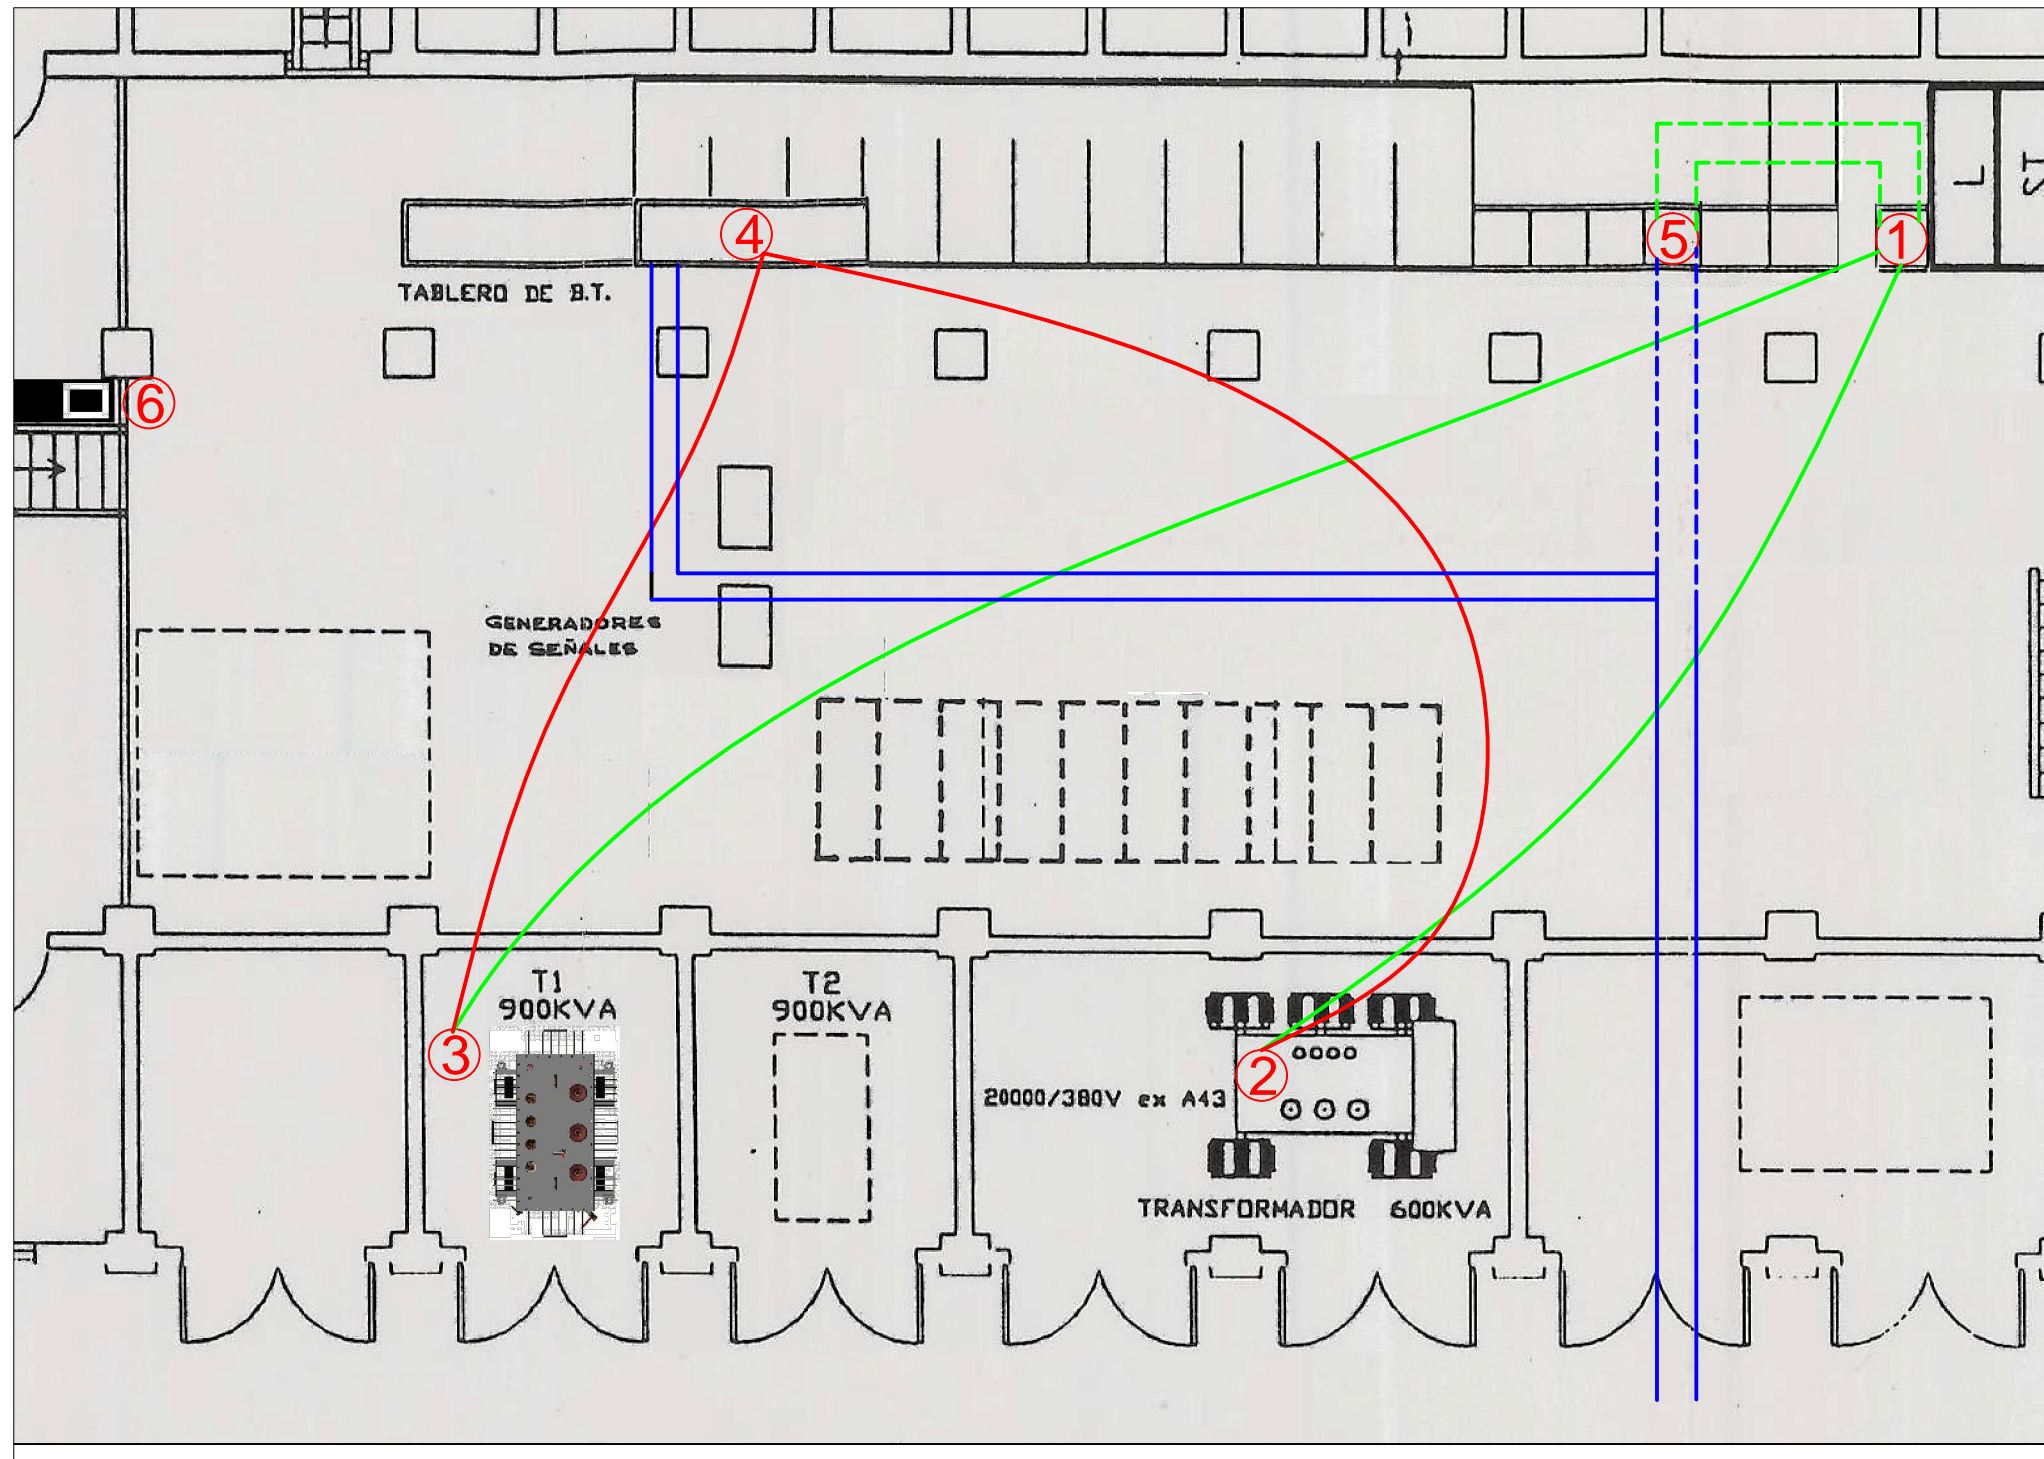 L
ST
4
5
1
TABLERO DE B.T.
6
GENERADORES
DE SEÑALES
T1
900KVA
T2
900KVA
3
2
20000/380V ex A43
TRANSFORMADOR 600KVA